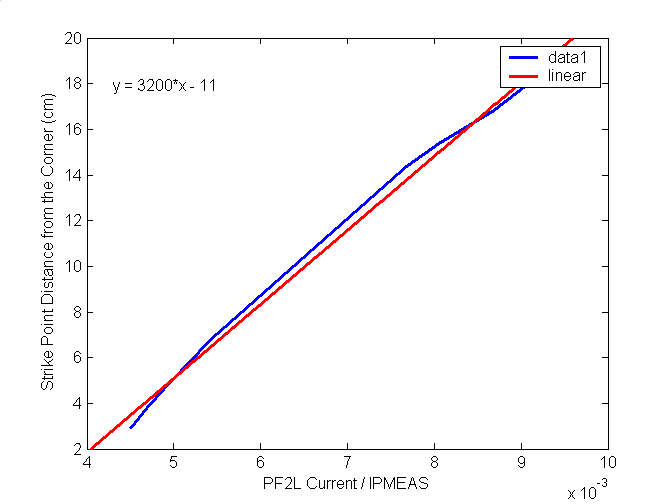 20
18
16
14
12
10
8
6
4
2
y = 3200*x - 11
data1
linear
Strike Point Distance from the Corner (cm)
4 5 6 7 8 9 10
PF2L Current / IPMEAS
x 10^-3